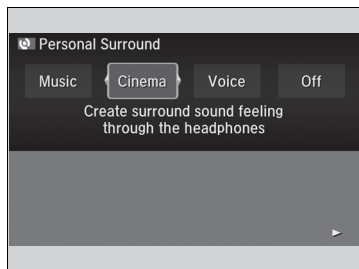 Personal Surround
Music Cinema Voice Off
Create surround sound feeling
through the headphones